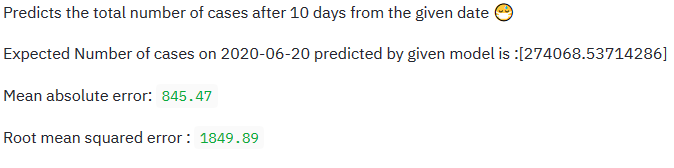 Predicts the total number of cases after 10 days from the given date 😷
Expected Number of cases on 2020-06-20 predicted by given model is :[274068.53714286]
Mean absolute error: 845.47
Root mean squared error : 1849.89